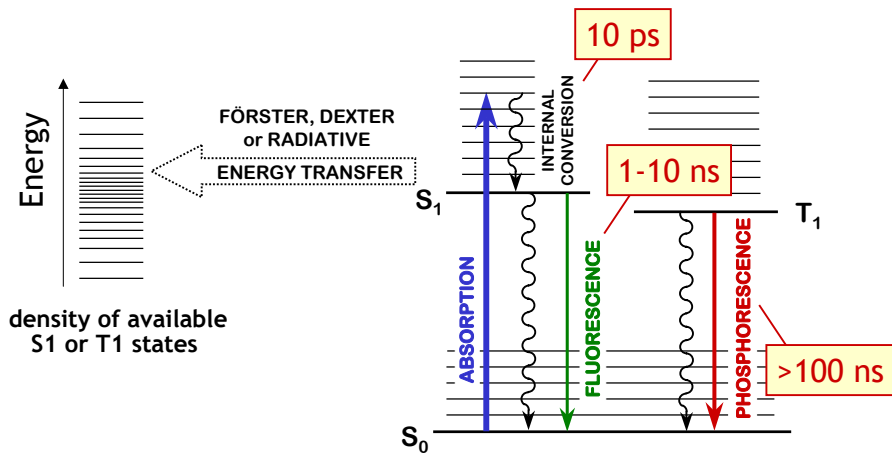 Energy
density of available
S1 or T1 states
FÖRSTER, DEXTER
or RADIATIVE
ENERGY TRANSFER
10 ps
INTERNAL
CONVERSION
1-10 ns
S1
T1
ABSORPTION
FLUORESCENCE
PHOSPHORESCENCE
>100 ns
S0